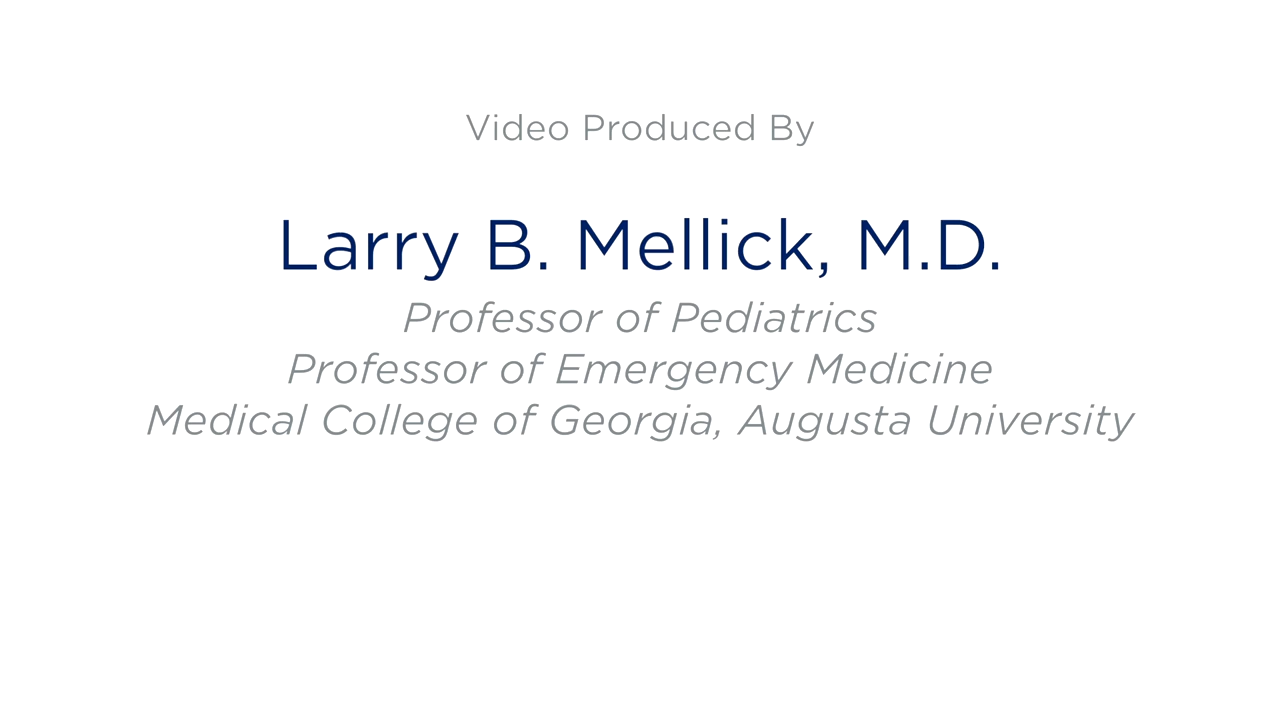 Video Produced By
Larry B. Mellick, M.D.
Professor of Pediatrics
Professor of Emergency Medicine
Medical College of Georgia, Augusta University